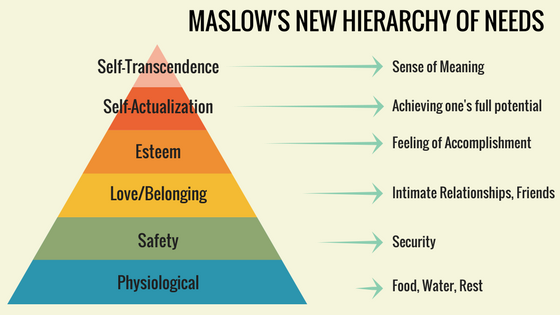 MASLOW'S NEW HIERARCHY OF NEEDS
Self-Transcendence
Sense of Meaning
Self-Actualization
Achieving one's full potential
Esteem
Feeling of Accomplishment
Love/Belonging
Intimate Relationships, Friends
Safety
Security
Physiological
Food, Water, Rest